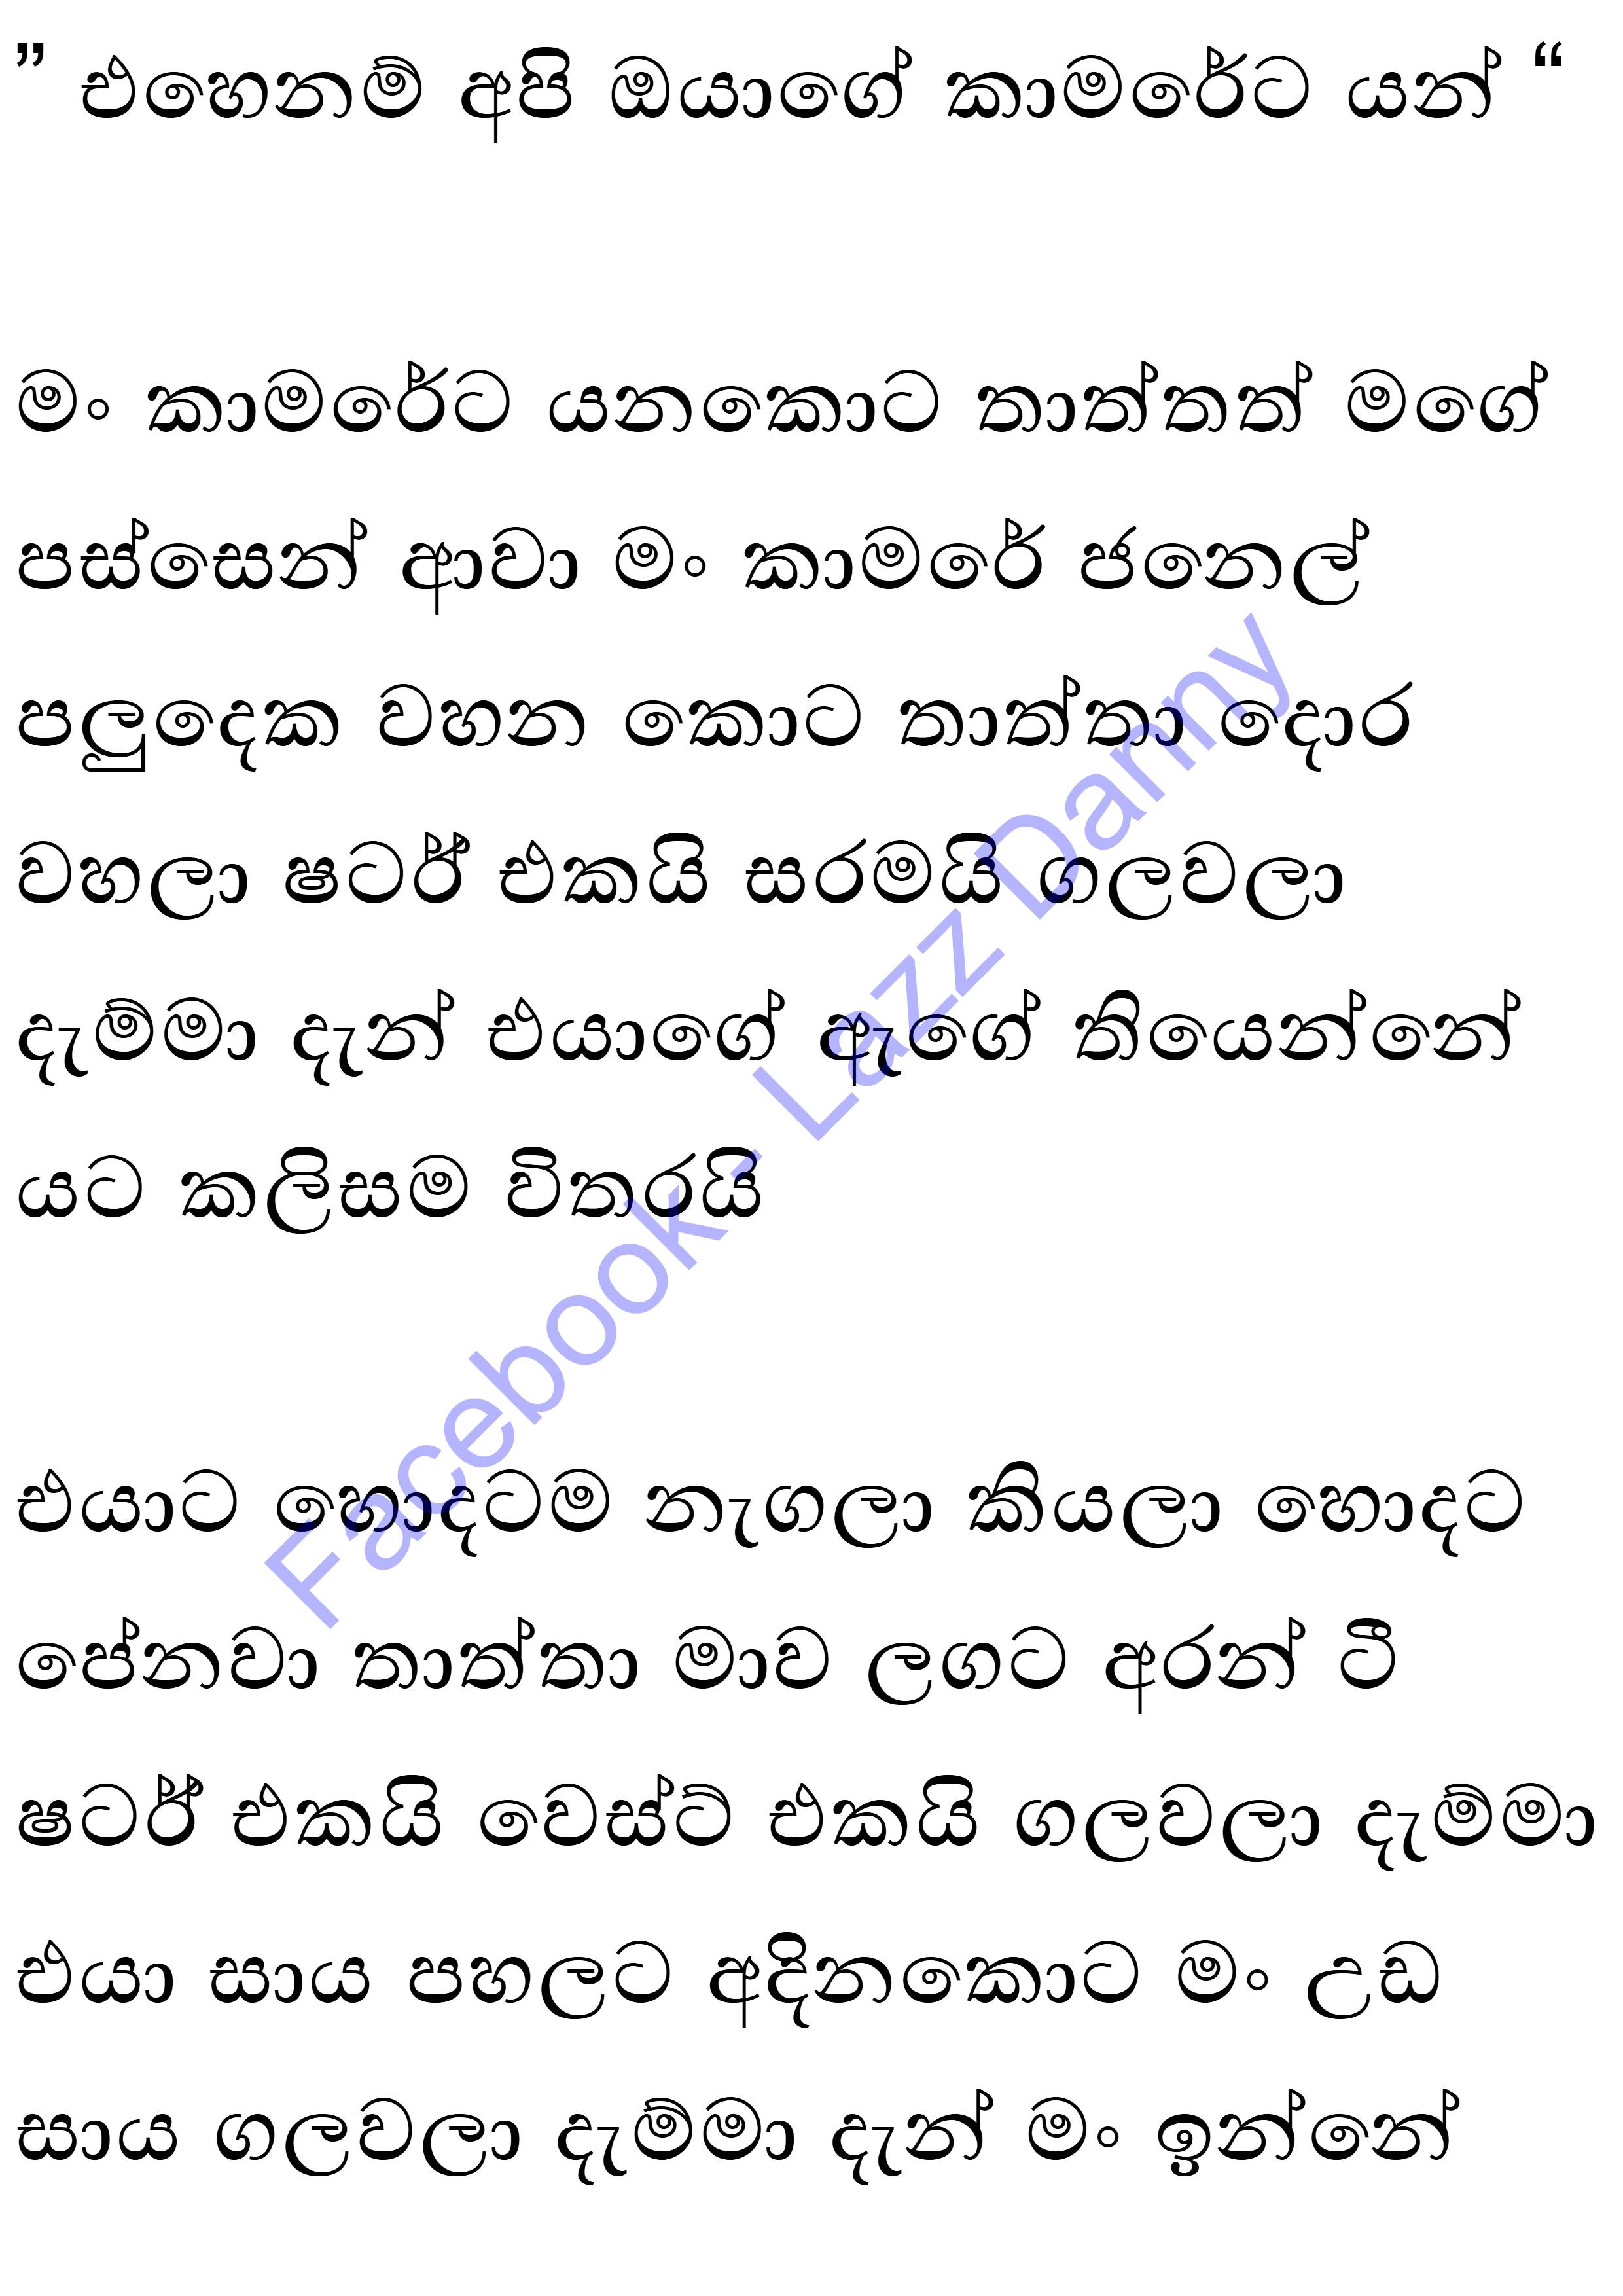 ” එහෙනම් අපි ඔයාගේ කාමරේට යන් “
මං කාමරේට යනකොට තාත්තත් මගේ
පස්සෙන් ආවා මං කාමරේ ජනෙල්
පලුදෙක වහන කොට තාත්තා දොර
වහලා ෂටර් එකයි සරමයි ගලවලා
දැම්මා දැන් එයාගේ ඇගේ තියෙන්නේ
යට කලිසම විතරයි
එයාට හොදටම නැගලා කියලා හොදට
පේනවා තාත්තා මාව ලගට අරන් ටී
ෂටර් එකයි වෙස්ට් එකයි ගලවලා දැම්මා
එයා සාය පහලට අදිනකොට මං උඩ
සාය ගලවලා දැම්මා දැන් මං ඉන්නේ
Facebook - Lazz Danny